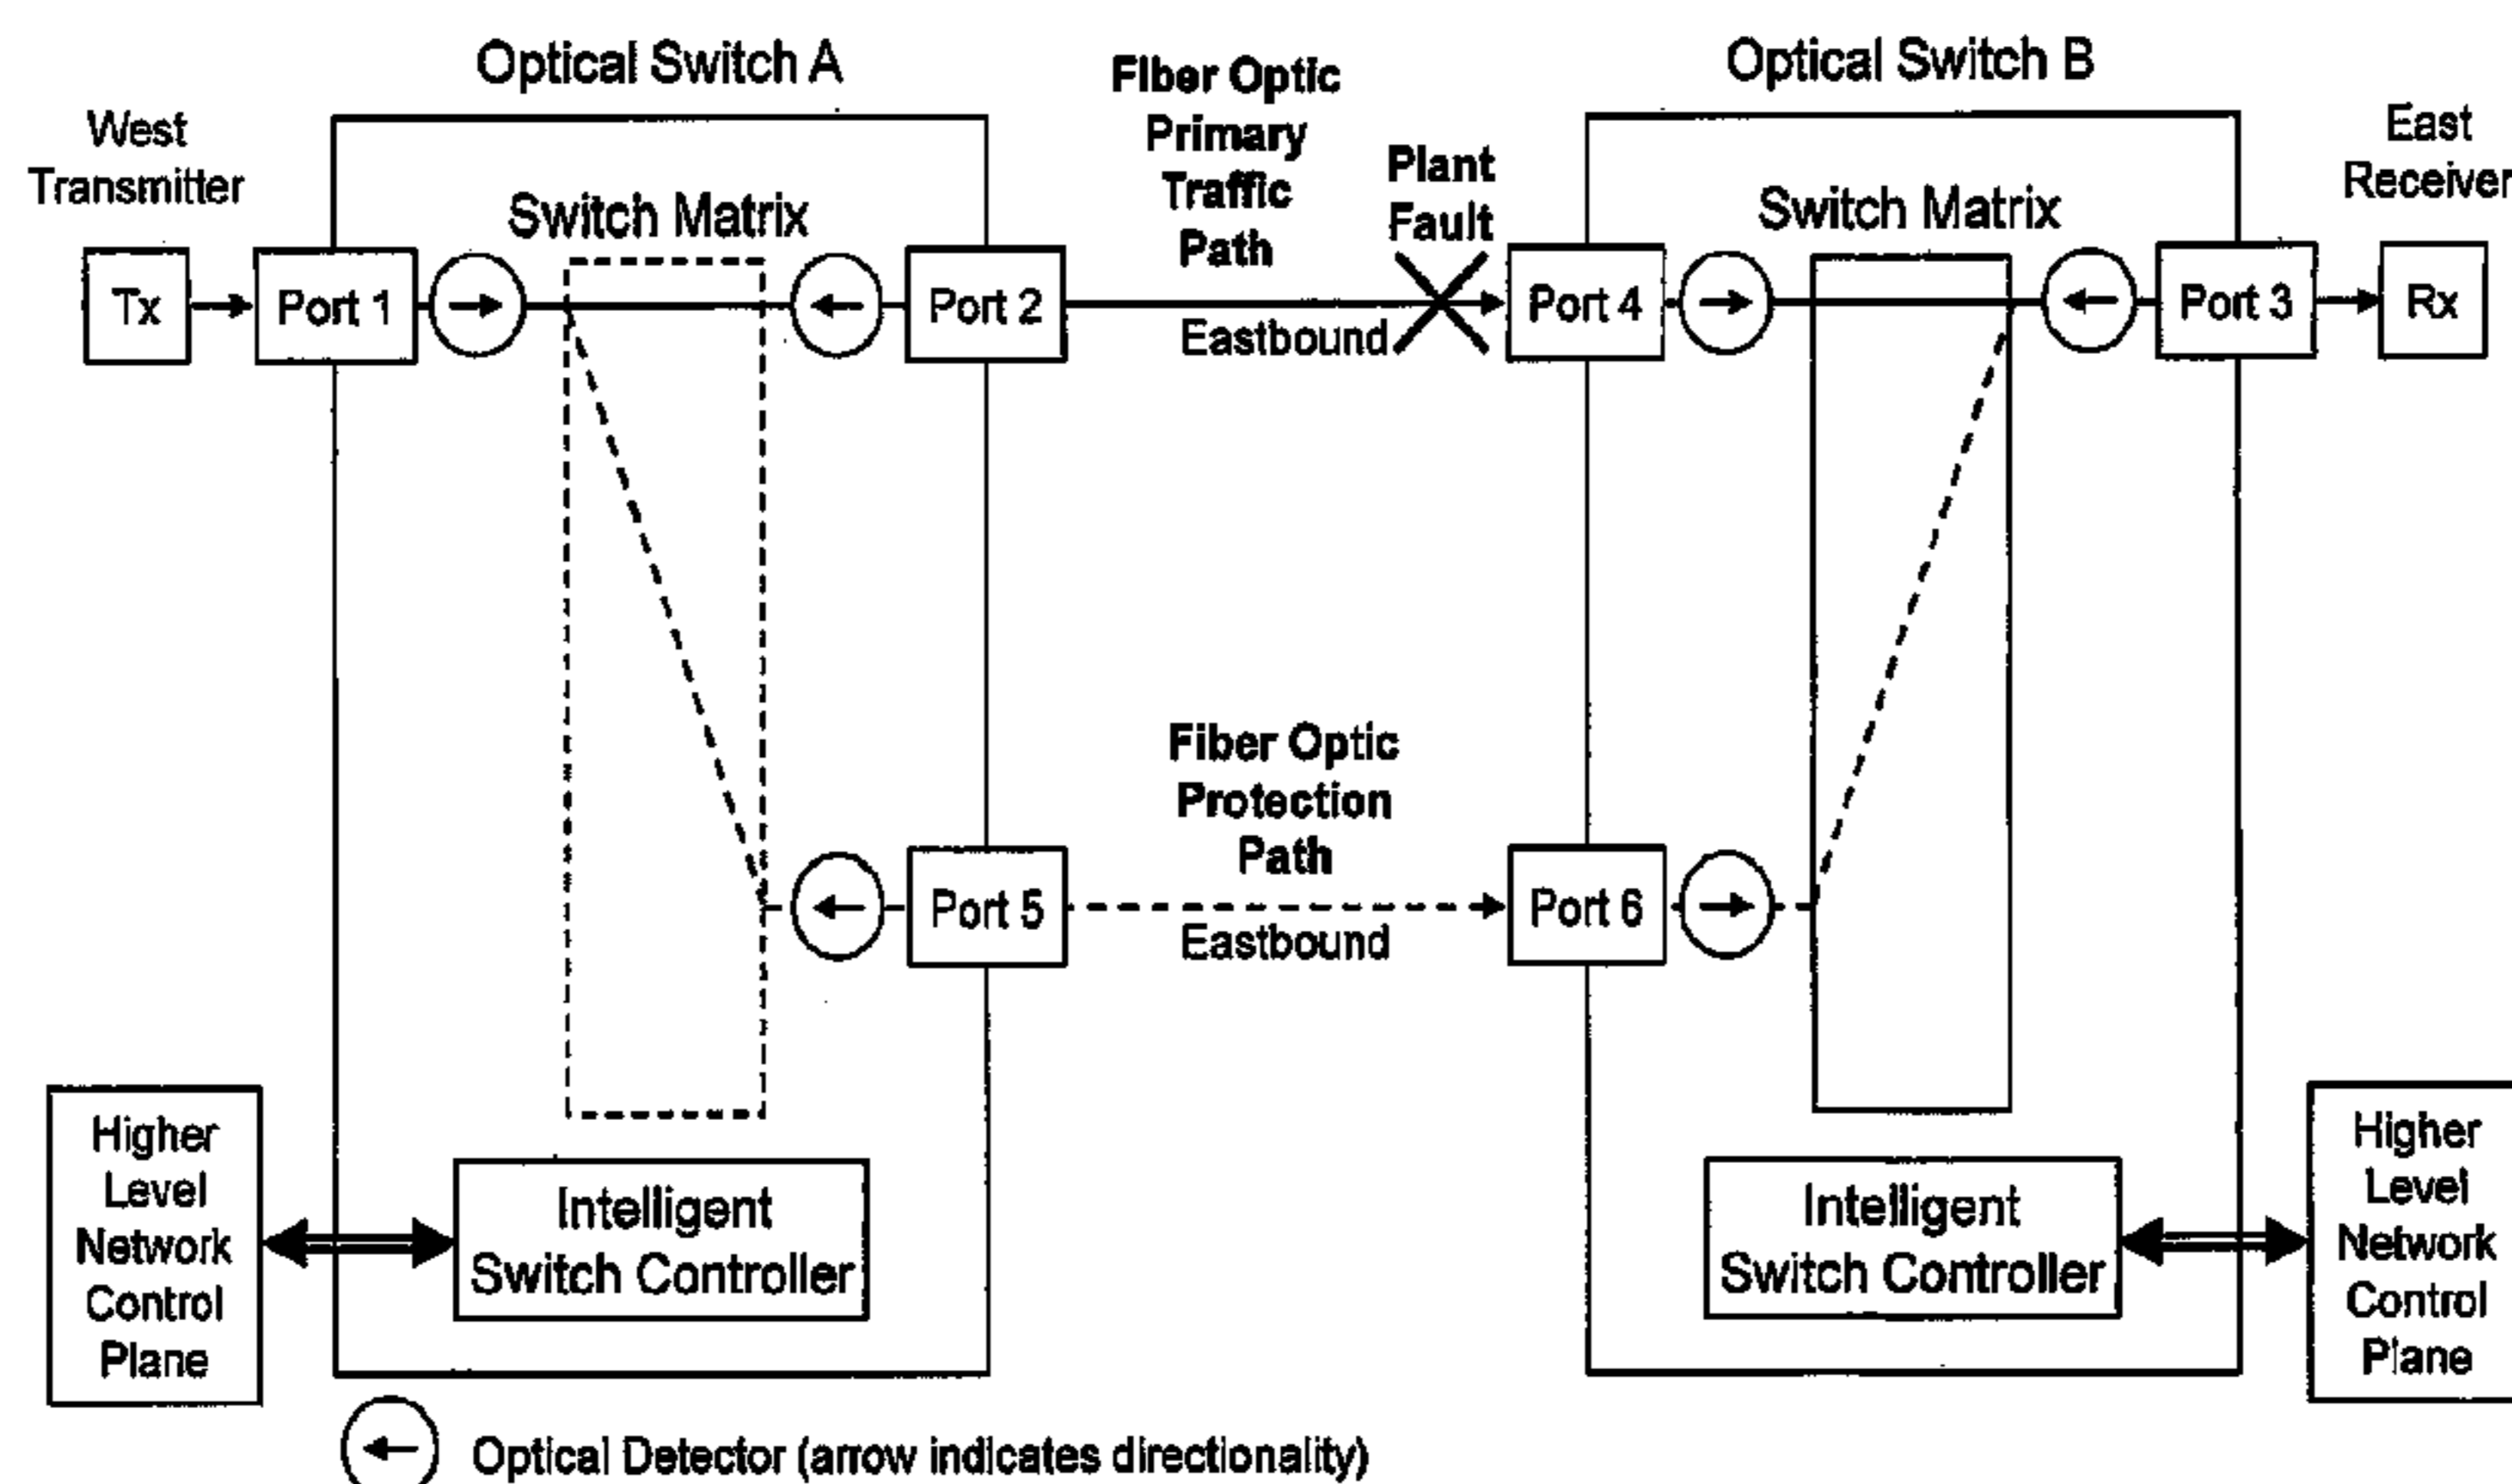 Optical Switch A
Optical Switch B
Fiber Optic
Primary
Traffic
Path
West
Transmitter
East
Receiver
Plant
Fault
Switch Matrix
Switch Matrix
Tx
Port 1
Port 2
Eastbound
Port 4
Port 3
Rx
Fiber Optic
Protection
Path
Port 5
Eastbound
Port 6
Higher
Level
Network
Control
Plane
Intelligent
Switch Controller
Intelligent
Switch Controller
Higher
Level
Network
Control
Plane
Optical Detector (arrow indicates directionality)